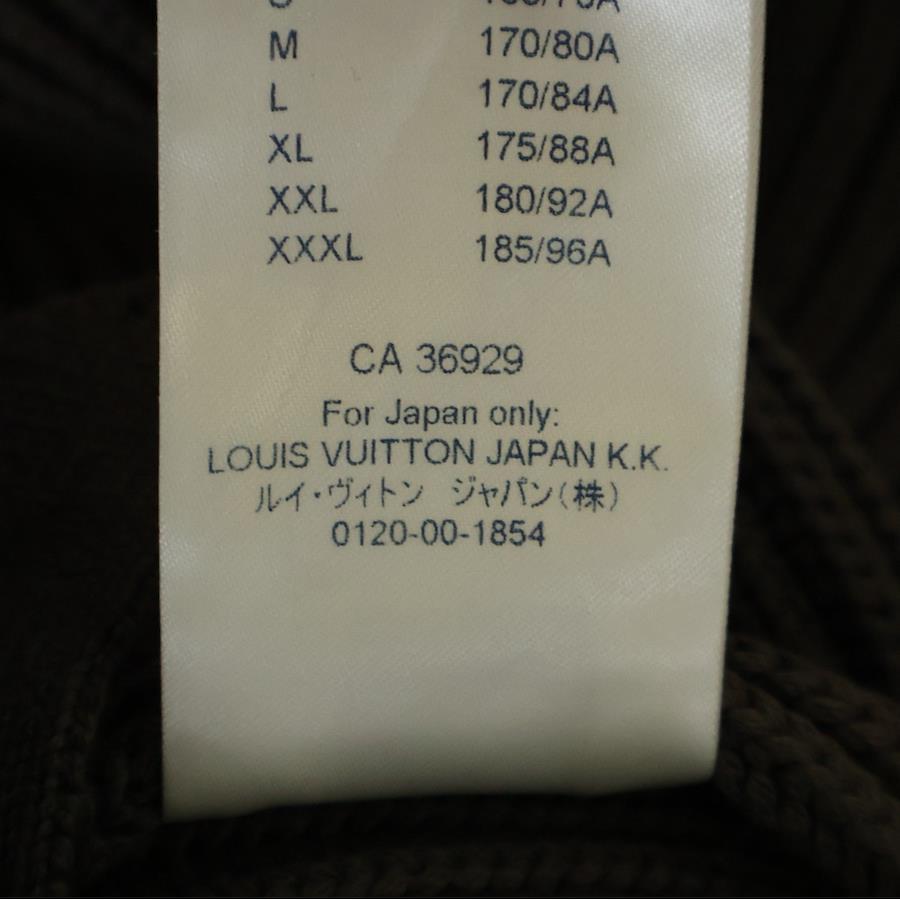 M 170/80A
L 170/84A
XL 175/88A
XXL 180/92A
XXXL 185/96A
CA 36929
For Japan only:
LOUIS VUITTON JAPAN K.K.
ルイ・ヴィトン ジャパン(株)
0120-00-1854